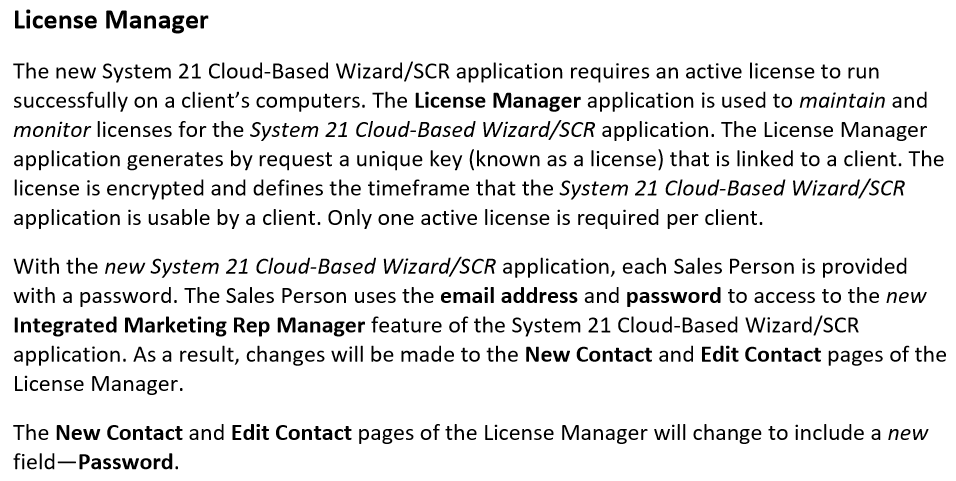 License Manager
The new System 21 Cloud-Based Wizard/SCR application requires an active license to run
successfully on a client’s computers. The License Manager application is used to maintain and
monitor licenses for the System 21 Cloud-Based Wizard/SCR application. The License Manager
application generates by request a unique key (known as a license) that is linked to a client. The
license is encrypted and defines the timeframe that the System 21 Cloud-Based Wizard/SCR
application is usable by a client. Only one active license is required per client.
With the new System 21 Cloud-Based Wizard/SCR application, each Sales Person is provided
with a password. The Sales Person uses the email address and password to access to the new
Integrated Marketing Rep Manager feature of the System 21 Cloud-Based Wizard/SCR
application. As a result, changes will be made to the New Contact and Edit Contact pages of the
License Manager.
The New Contact and Edit Contact pages of the License Manager will change to include a new
field—Password.